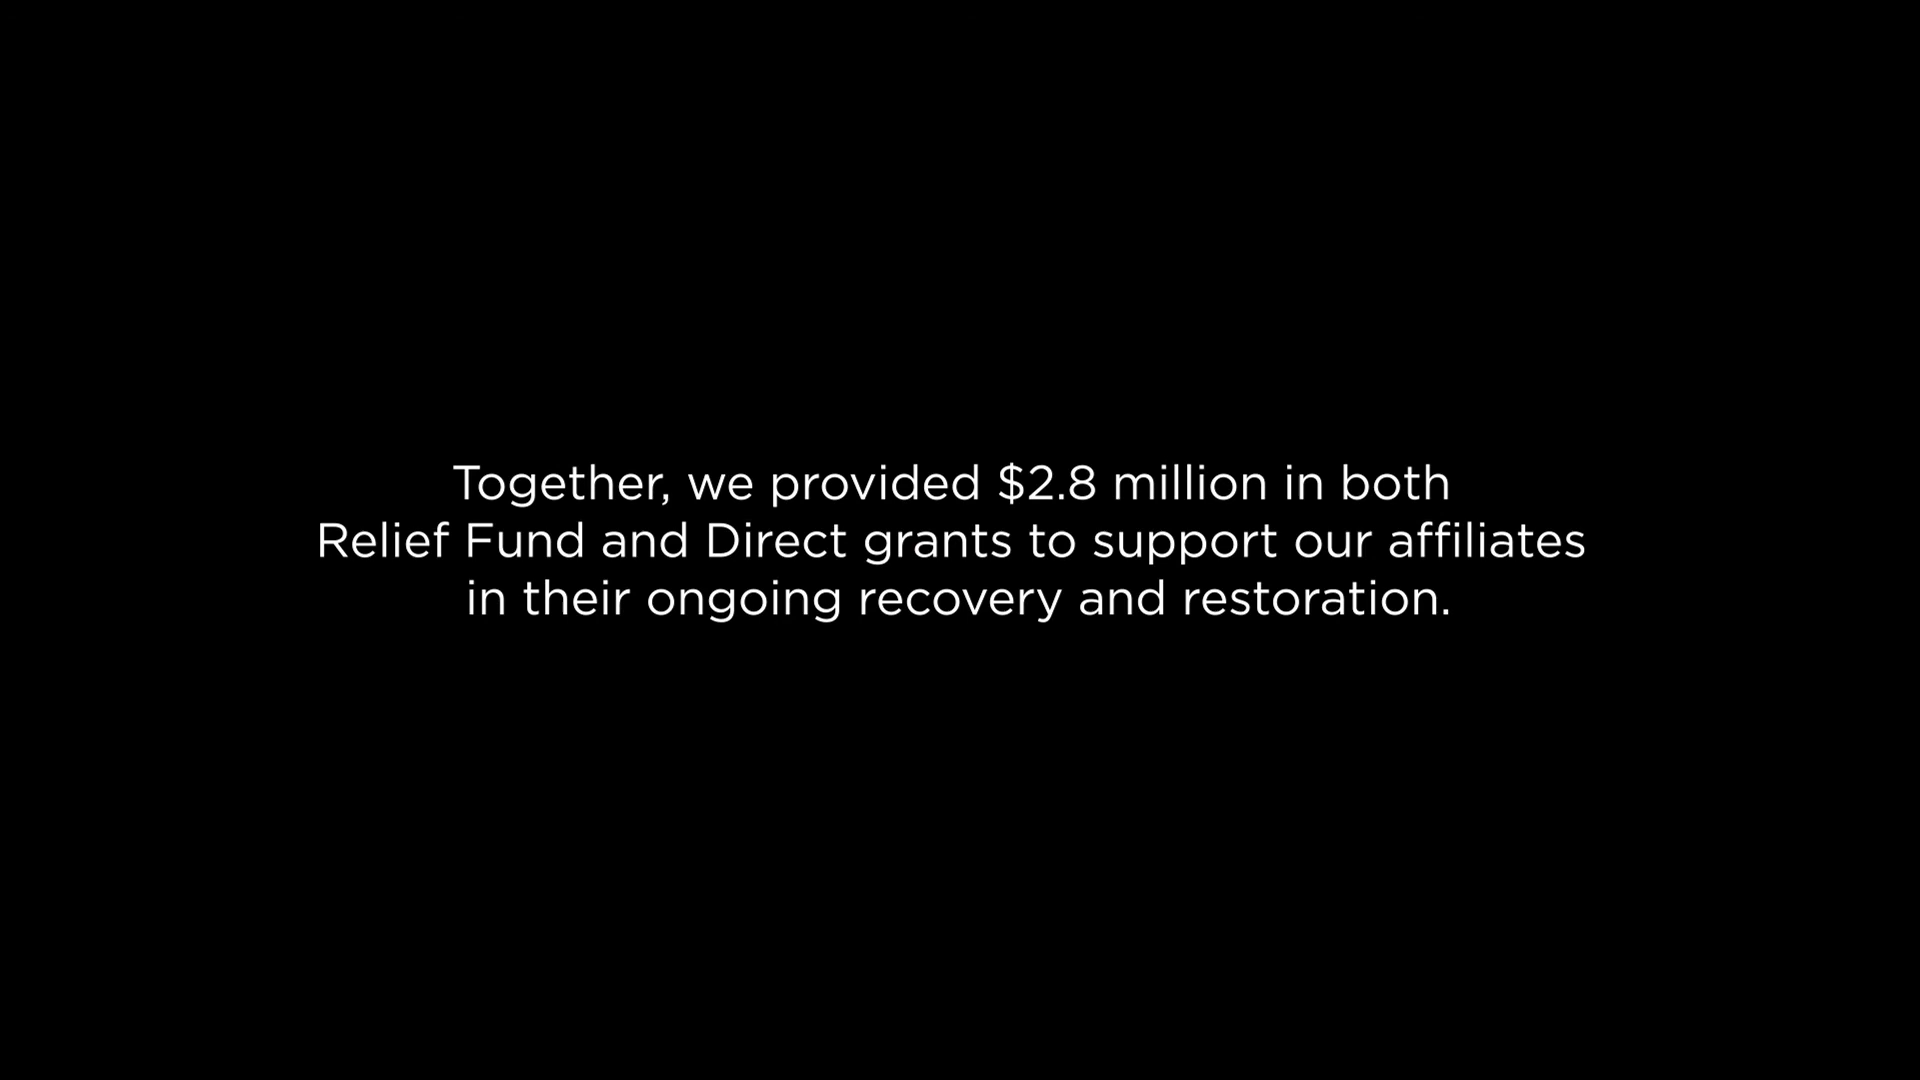 Together, we provided $2.8 million in both
Relief Fund and Direct grants to support our affiliates
in their ongoing recovery and restoration.